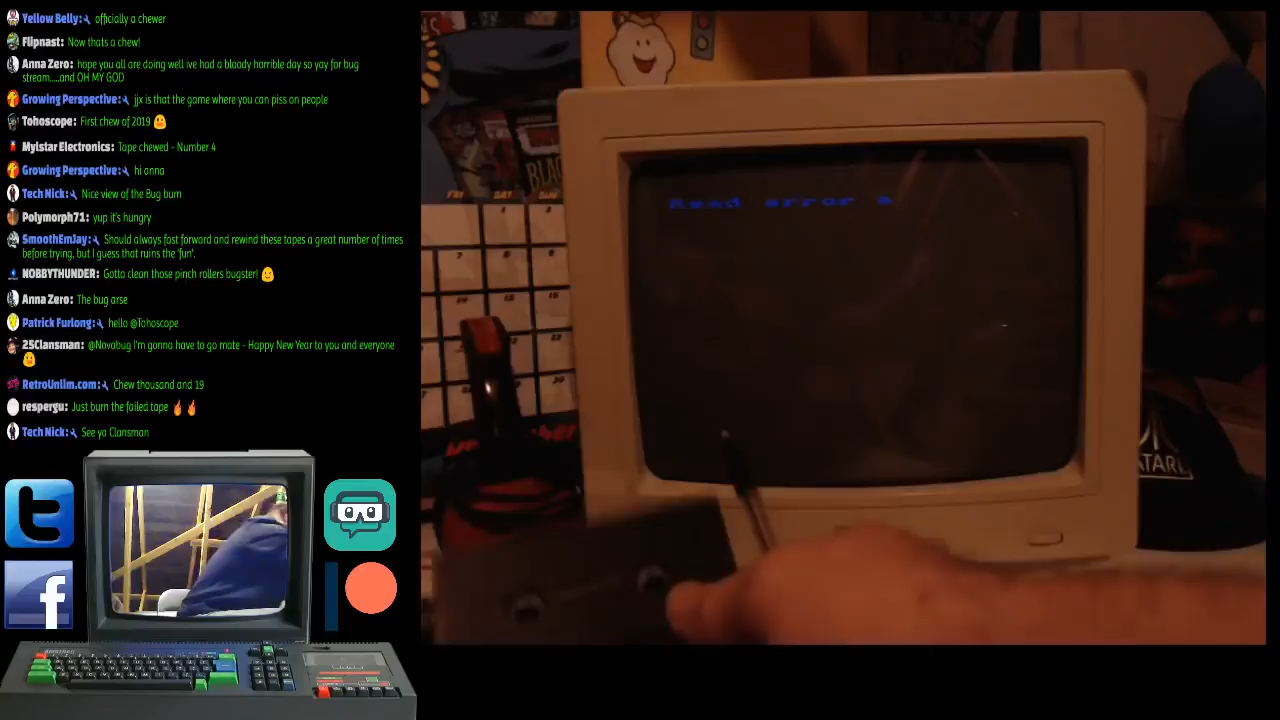 Yellow Belly: officially a chewer
Flipnast: Now thats a chew!
Anna Zero: hope you all are doing well ive had a bloody horrible day so yay for bug
stream.....and OH MY GOD
Growing Perspective: jjx is that the game where you can piss on people
Tohoscope: First chew of 2019
Mylstar Electronics: Tape chewed - Number 4
Growing Perspective: hi anna
Tech Nick: Nice view of the Bug bum
Polymorph71: yup it's hungry
SmoothEmJay: Should always fast forward and rewind these tapes a great number of times
before trying, but I guess that ruins the 'fun'.
NOBBYTHUNDER: Gotta clean those pinch rollers bugster!
Anna Zero: The bug arse
Patrick Furlong: hello @Tohoscope
25Clansman: @Novabug I'm gonna have to go mate - Happy New Year to you and everyone
RetroUnlim.com: Chew thousand and 19
respergu: Just burn the failed tape
Tech Nick: See ya Clansman
Read error a
FRI SAT SUN
ATARI